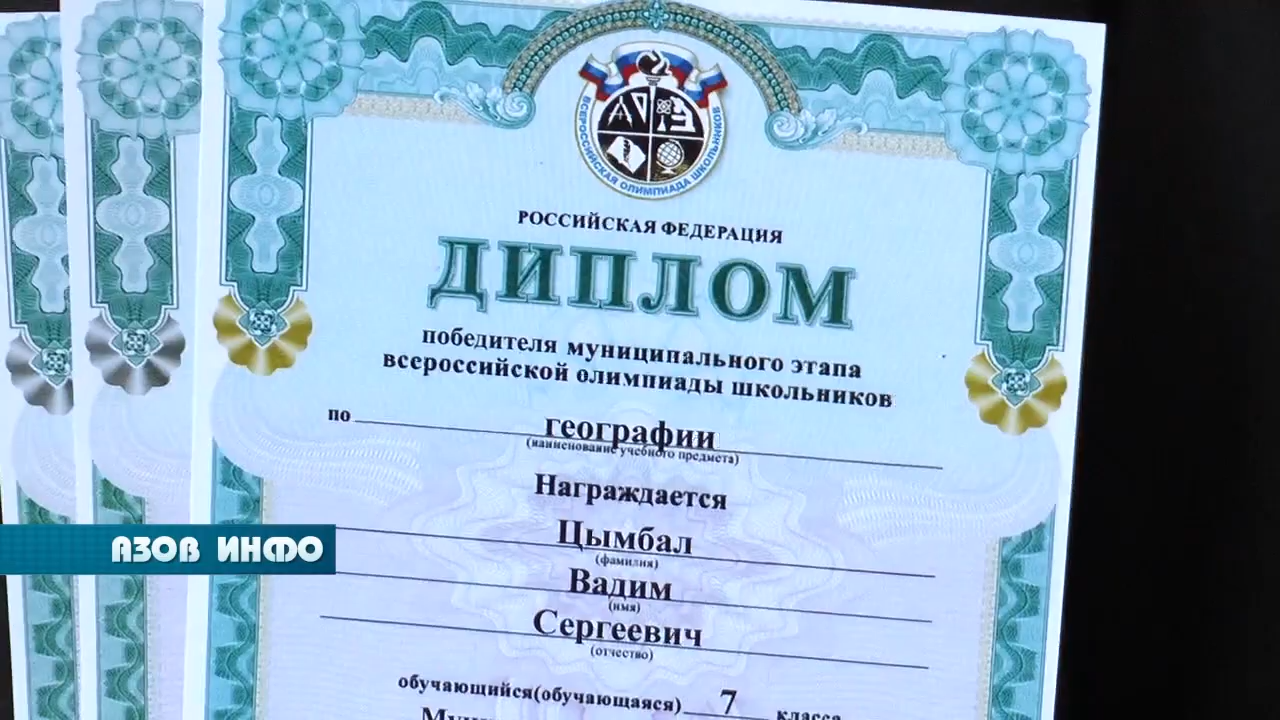 ВСЕРОССИЙСКАЯ ОЛИМПИАДА ШКОЛЬНИКОВ
РОССИЙСКАЯ ФЕДЕРАЦИЯ
ДИПЛОМ
победителя муниципального этапа
всероссийской олимпиады школьников
по географии
(наименование учебного предмета)
Награждается
Цымбал
(фамилия)
Вадим
(имя)
Сергеевич
(отчество)
обучающийся(обучающаяся) 7 класса
АЗОВ ИНФО